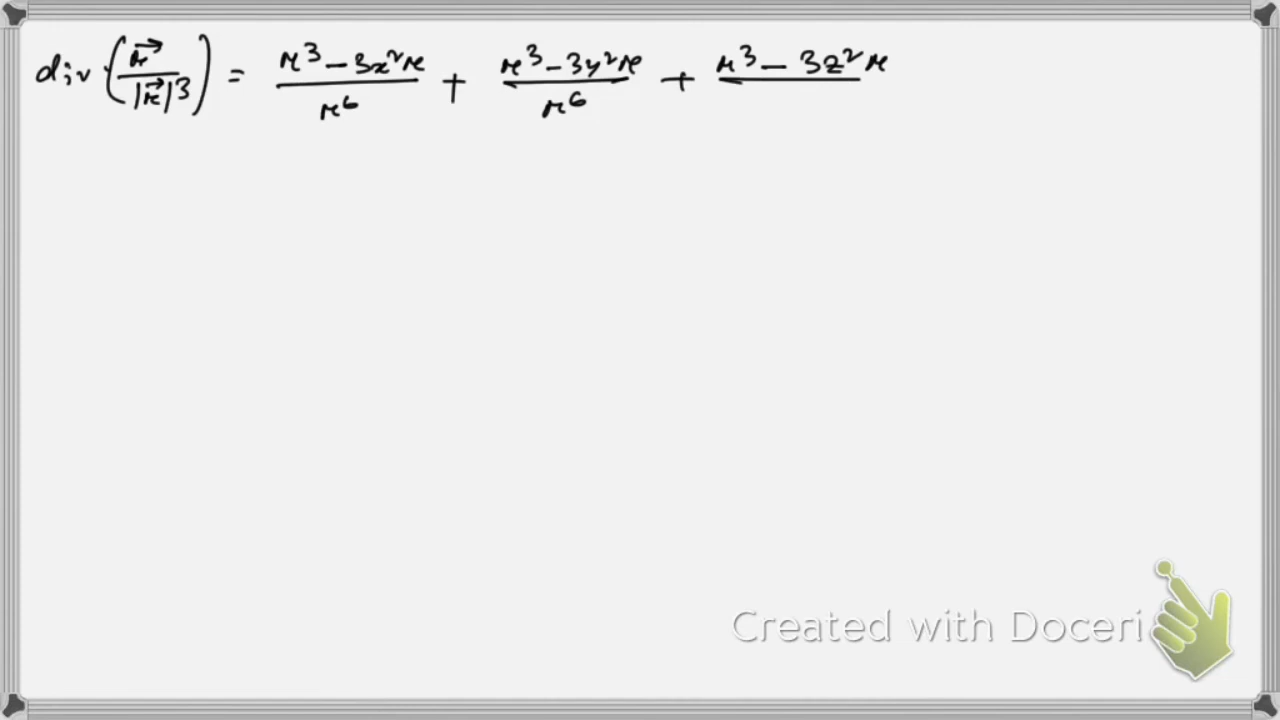 div (r⃗ / |r⃗|³) = (r³ − 3x²r) / r⁶ + (r³ − 3y²r) / r⁶ + (r³ − 3z²r) /
Created with Doceri